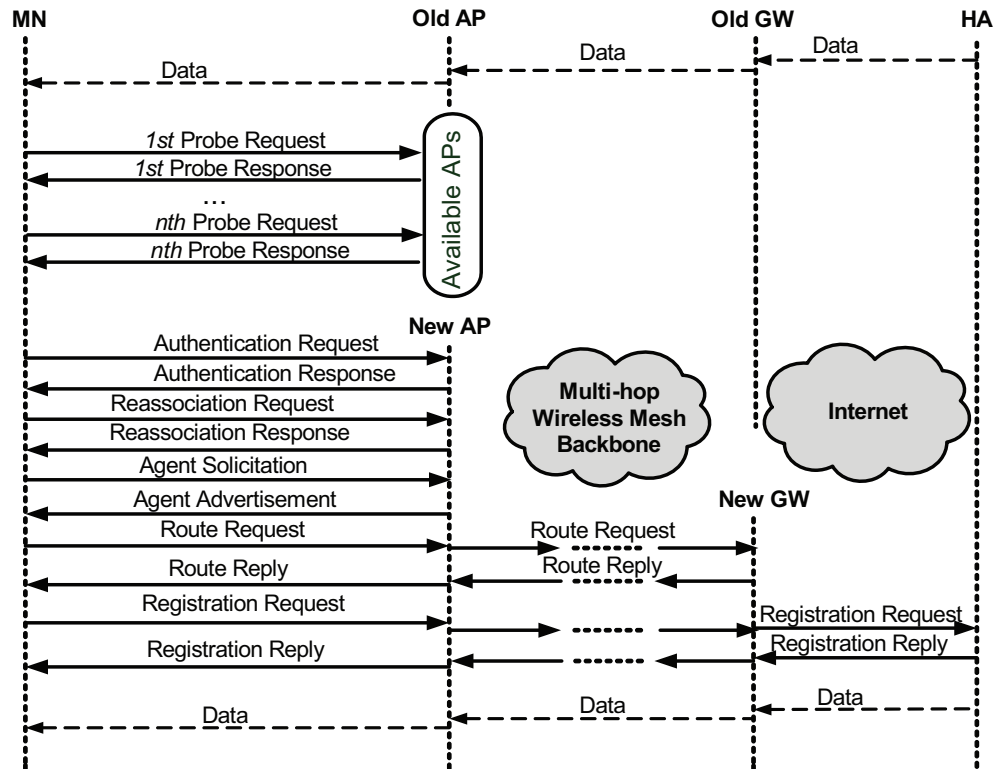 MN
Old AP
Old GW
HA
Data
Data
Data
1st Probe Request
1st Probe Response
...
nth Probe Request
nth Probe Response
Available APs
New AP
Authentication Request
Authentication Response
Reassociation Request
Reassociation Response
Agent Solicitation
Agent Advertisement
Multi-hop
Wireless Mesh
Backbone
Internet
New GW
Route Request
Route Request
Route Reply
Route Reply
Registration Request
Registration Request
Registration Reply
Registration Reply
Data
Data
Data